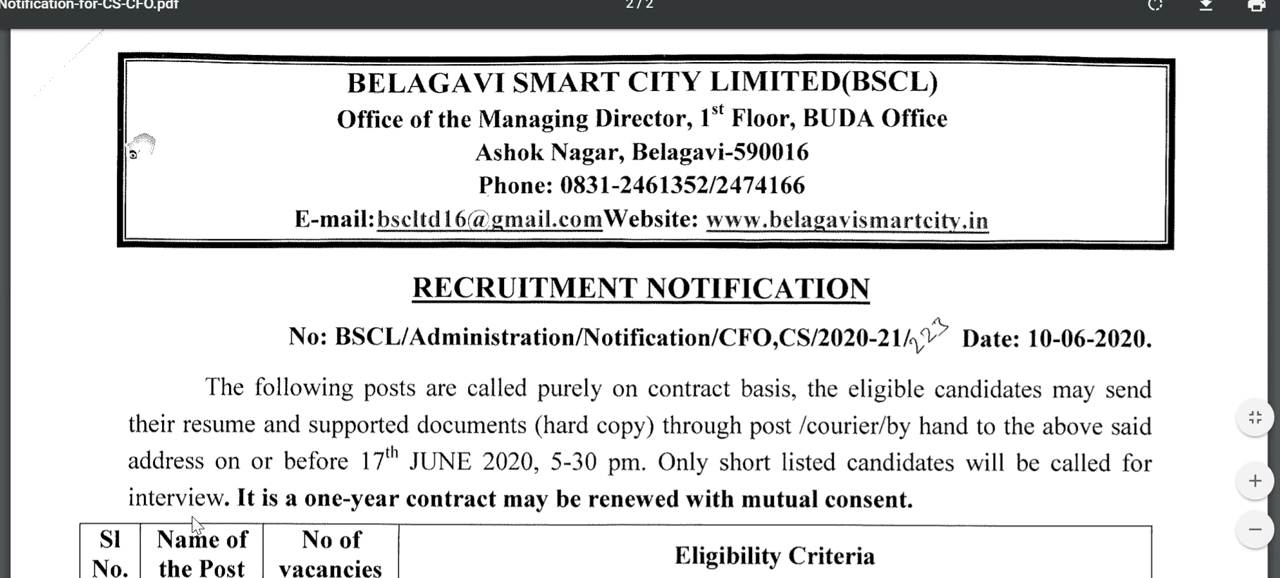 Notification-for-CS-CFO.pdf
2 / 2
BELAGAVI SMART CITY LIMITED(BSCL)
Office of the Managing Director, 1st Floor, BUDA Office
Ashok Nagar, Belagavi-590016
Phone: 0831-2461352/2474166
E-mail:bscltd16@gmail.comWebsite: www.belagavismartcity.in
RECRUITMENT NOTIFICATION
No: BSCL/Administration/Notification/CFO,CS/2020-21/223 Date: 10-06-2020.
The following posts are called purely on contract basis, the eligible candidates may send
their resume and supported documents (hard copy) through post /courier/by hand to the above said
address on or before 17th JUNE 2020, 5-30 pm. Only short listed candidates will be called for
interview. It is a one-year contract may be renewed with mutual consent.
Sl No.
Name of the Post
No of vacancies
Eligibility Criteria